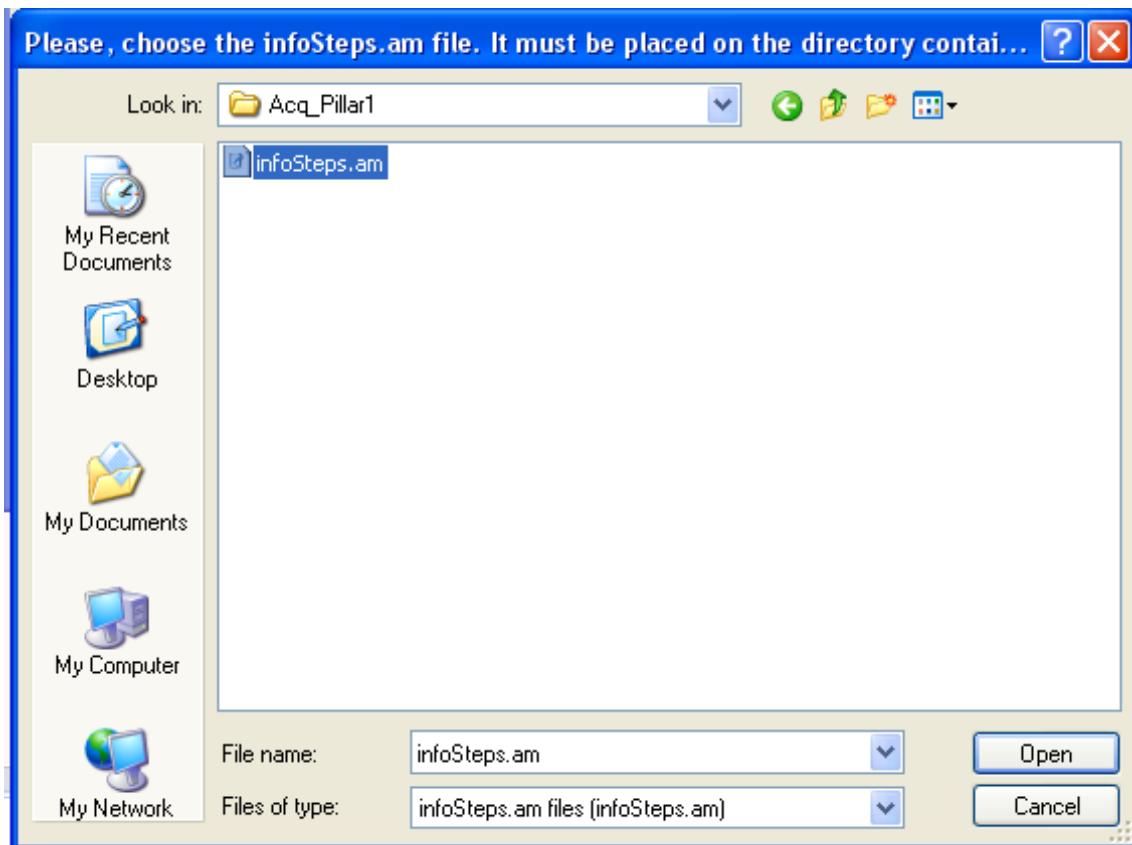 Please, choose the infoSteps.am file. It must be placed on the directory contai...
Look in:
Acq_Pillar1
infoSteps.am
My Recent
Documents
Desktop
My Documents
My Computer
My Network
File name:
infoSteps.am
Open
Files of type:
infoSteps.am files (infoSteps.am)
Cancel